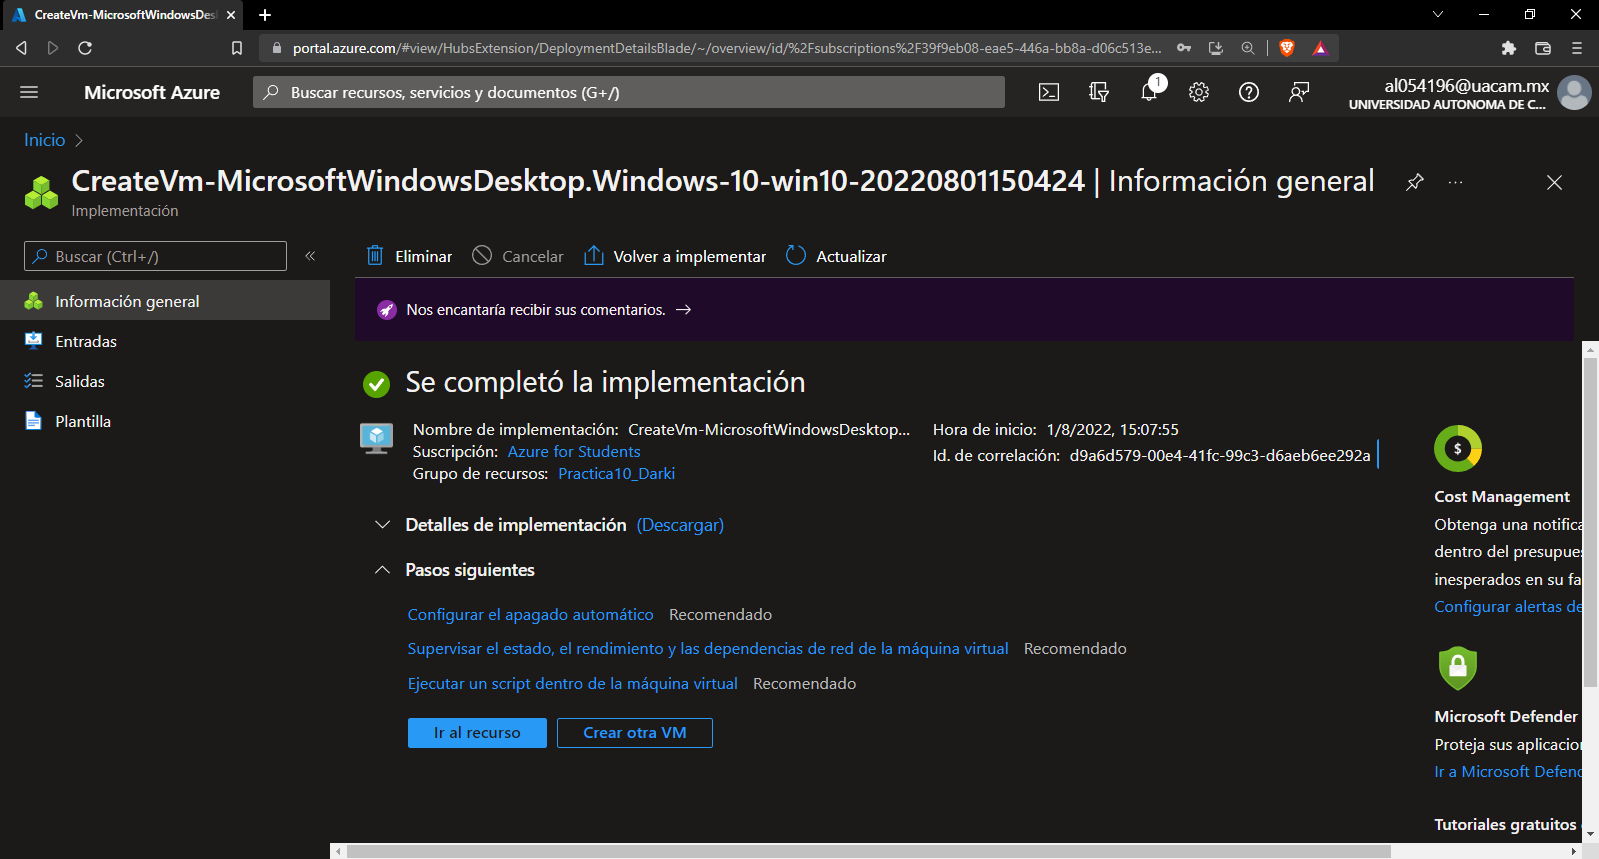 CreateVm-MicrosoftWindowsDes
portal.azure.com/#view/HubsExtension/DeploymentDetailsBlade/~/overview/id/%2Fsubscriptions%2F39f9eb08-eae5-446a-bb8a-d06c513e...
Microsoft Azure
Buscar recursos, servicios y documentos (G+/)
1
al054196@uacam.mx
UNIVERSIDAD AUTONOMA DE C...
Inicio
CreateVm-MicrosoftWindowsDesktop.Windows-10-win10-20220801150424 | Información general
Implementación
Buscar (Ctrl+/)
Eliminar
Cancelar
Volver a implementar
Actualizar
Información general
Entradas
Salidas
Plantilla
Nos encantaría recibir sus comentarios.
Se completó la implementación
Nombre de implementación: CreateVm-MicrosoftWindowsDesktop...
Suscripción: Azure for Students
Grupo de recursos: Practica10_Darki
Hora de inicio: 1/8/2022, 15:07:55
Id. de correlación: d9a6d579-00e4-41fc-99c3-d6aeb6ee292a
Detalles de implementación (Descargar)
Pasos siguientes
Configurar el apagado automático Recomendado
Supervisar el estado, el rendimiento y las dependencias de red de la máquina virtual Recomendado
Ejecutar un script dentro de la máquina virtual Recomendado
Ir al recurso
Crear otra VM
$
Cost Management
Obtenga una notifica
dentro del presupue
inesperados en su fa
Configurar alertas de
Microsoft Defender
Proteja sus aplicacio
Ir a Microsoft Defend
Tutoriales gratuitos